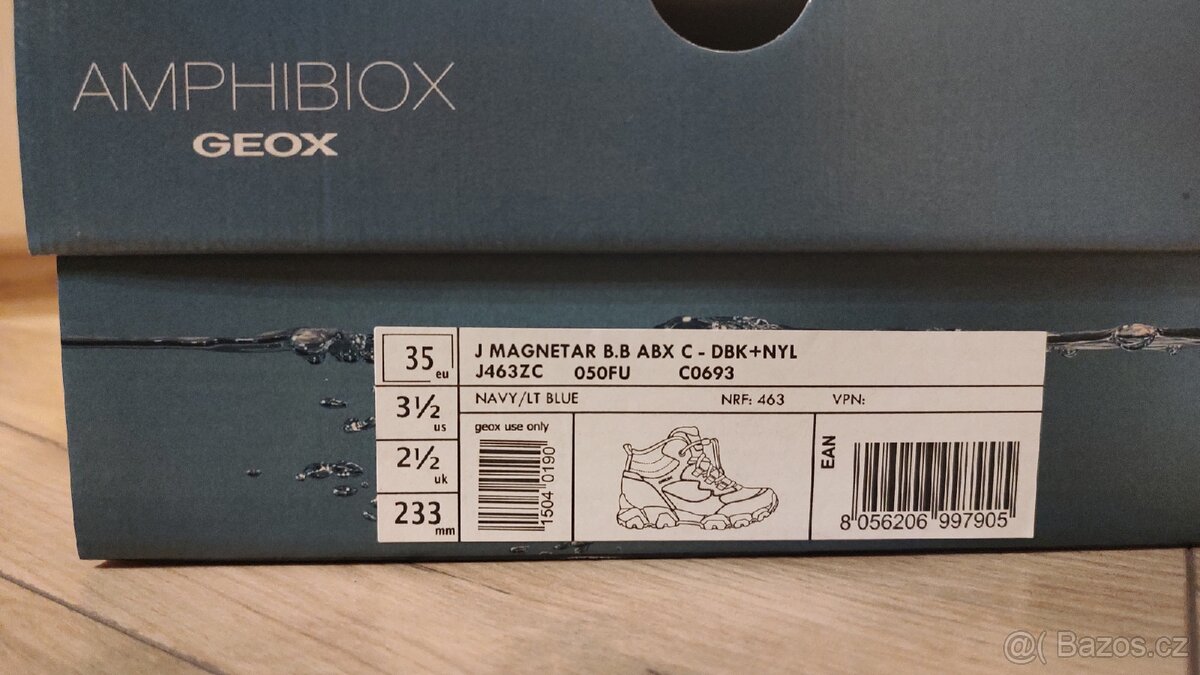 AMPHIBIOX
GEOX
35 eu
3½ us
2½ uk
233 mm
J MAGNETAR B.B ABX C - DBK+NYL
J463ZC 050FU C0693
NAVY/LT BLUE NRF: 463 VPN:
geox use only
1504 0190
EAN
8 056206 997905
@( Bazos.cz